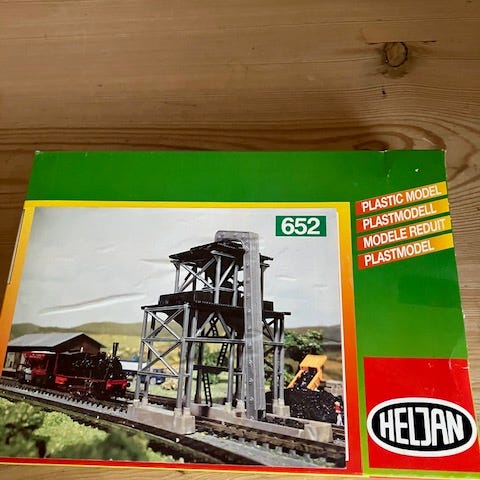 652
PLASTIC MODEL
PLASTMODELL
MODELE REDUIT
PLASTMODEL
HELJAN